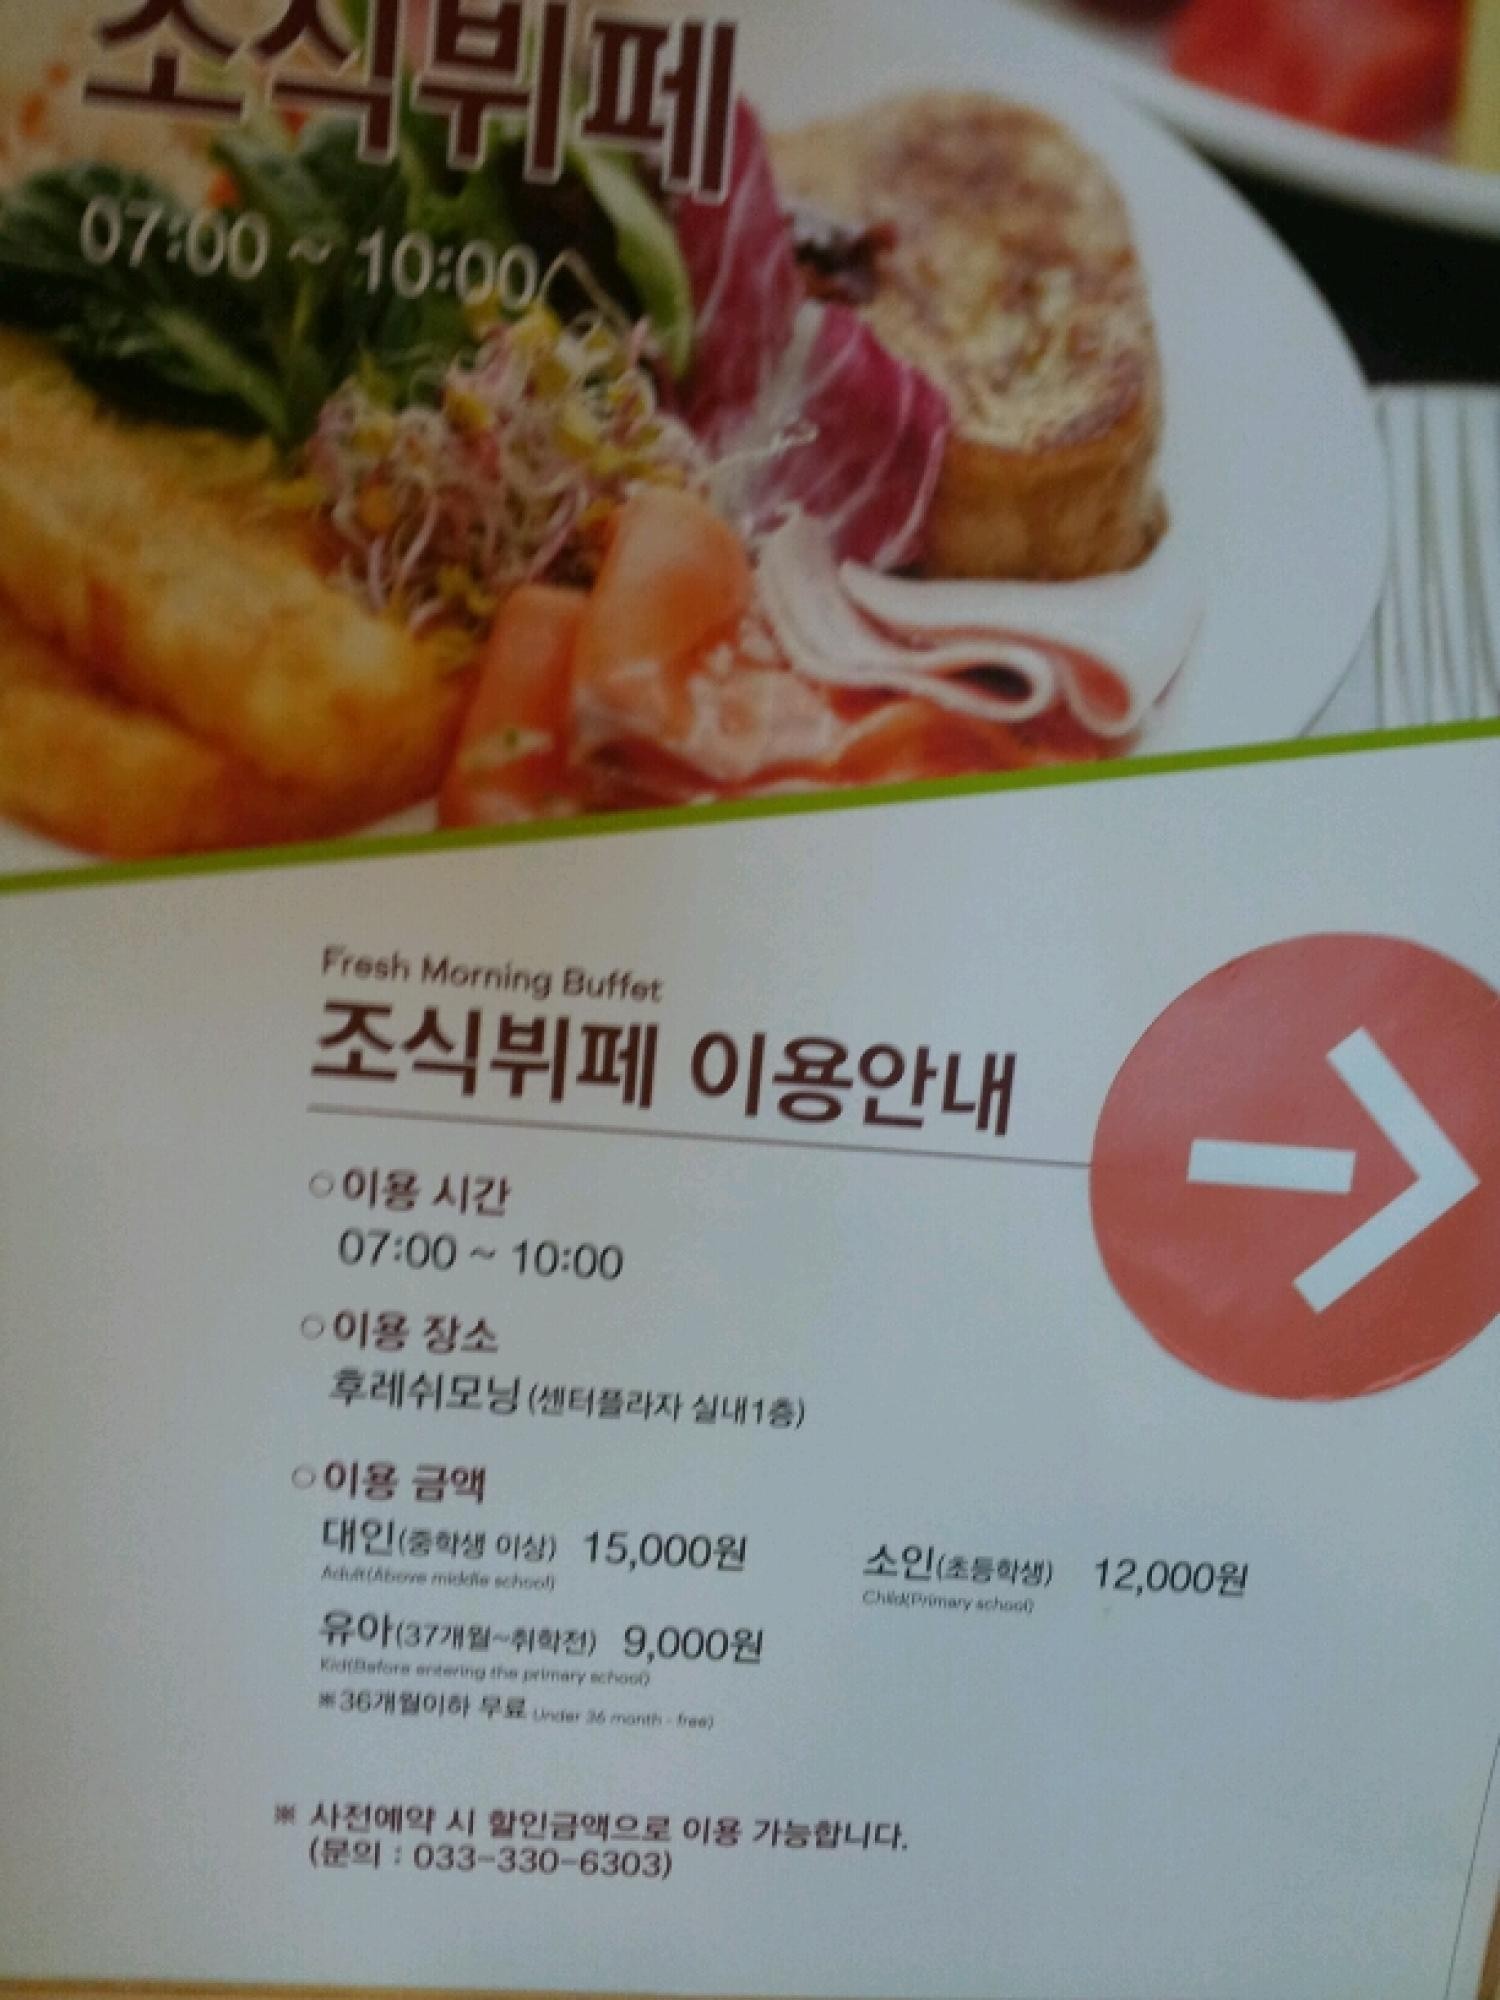 조식뷔페
07:00 ~ 10:00
Fresh Morning Buffet
조식뷔페 이용안내
○ 이용 시간
07:00 ~ 10:00
○ 이용 장소
후레쉬모닝 (센터플라자 실내1층)
○ 이용 금액
대인(중학생 이상) 15,000원 소인(초등학생) 12,000원
Adult(Above middle school) Child(Primary school)
유아(37개월~취학전) 9,000원
Kid(Before entering the primary school)
※36개월이하 무료 Under 36 month - free)
※ 사전예약 시 할인금액으로 이용 가능합니다.
(문의 : 033-330-6303)